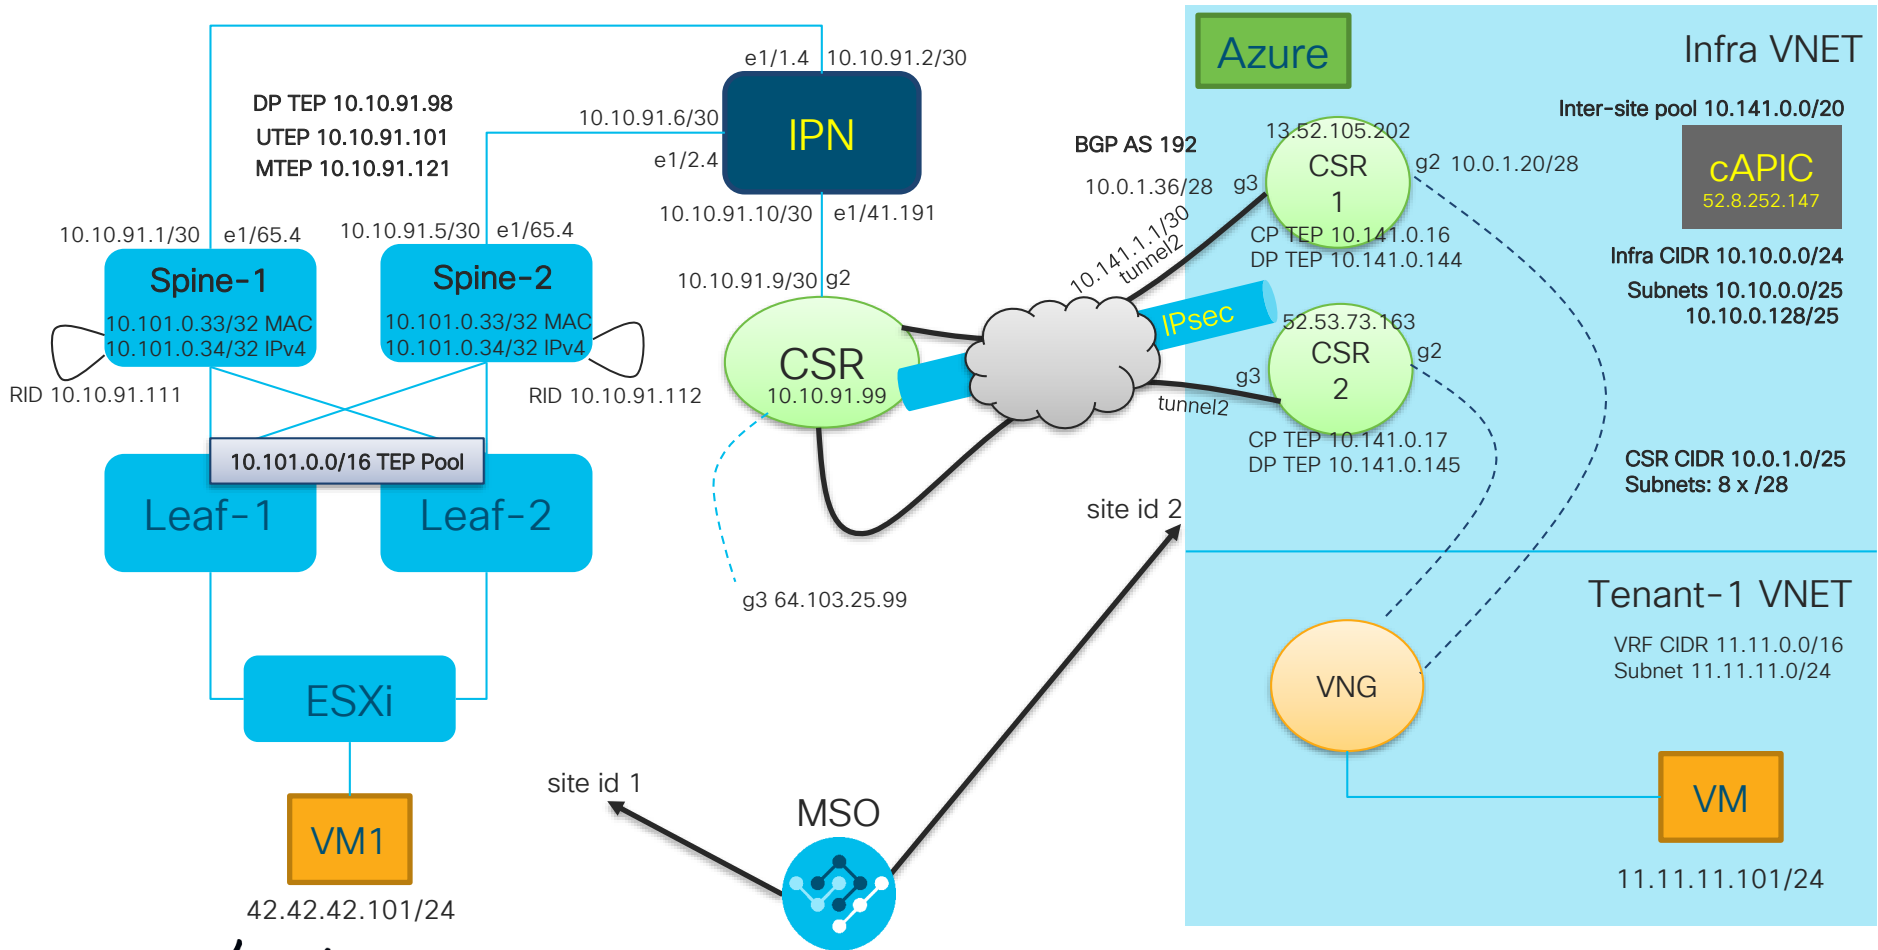 e1/1.4 10.10.91.2/30
DP TEP 10.10.91.98
UTEP 10.10.91.101
MTEP 10.10.91.121
10.10.91.6/30
e1/2.4
IPN
10.10.91.10/30 e1/41.191
10.10.91.1/30 e1/65.4
10.10.91.5/30 e1/65.4
Spine-1
10.101.0.33/32 MAC
10.101.0.34/32 IPv4
Spine-2
10.101.0.33/32 MAC
10.101.0.34/32 IPv4
RID 10.10.91.111
RID 10.10.91.112
10.10.91.9/30 g2
CSR
10.10.91.99
10.101.0.0/16 TEP Pool
Leaf-1
Leaf-2
g3 64.103.25.99
ESXi
VM1
42.42.42.101/24
site id 1
MSO
site id 2
Azure
Infra VNET
Inter-site pool 10.141.0.0/20
cAPIC
52.8.252.147
BGP AS 192
10.0.1.36/28 g3
13.52.105.202
CSR
1
g2 10.0.1.20/28
CP TEP 10.141.0.16
DP TEP 10.141.0.144
10.141.1.1/30
tunnel2
Infra CIDR 10.10.0.0/24
Subnets 10.10.0.0/25
10.10.0.128/25
IPsec
52.53.73.163
CSR
2
g2
g3
tunnel2
CP TEP 10.141.0.17
DP TEP 10.141.0.145
CSR CIDR 10.0.1.0/25
Subnets: 8 x /28
Tenant-1 VNET
VRF CIDR 11.11.0.0/16
Subnet 11.11.11.0/24
VNG
VM
11.11.11.101/24